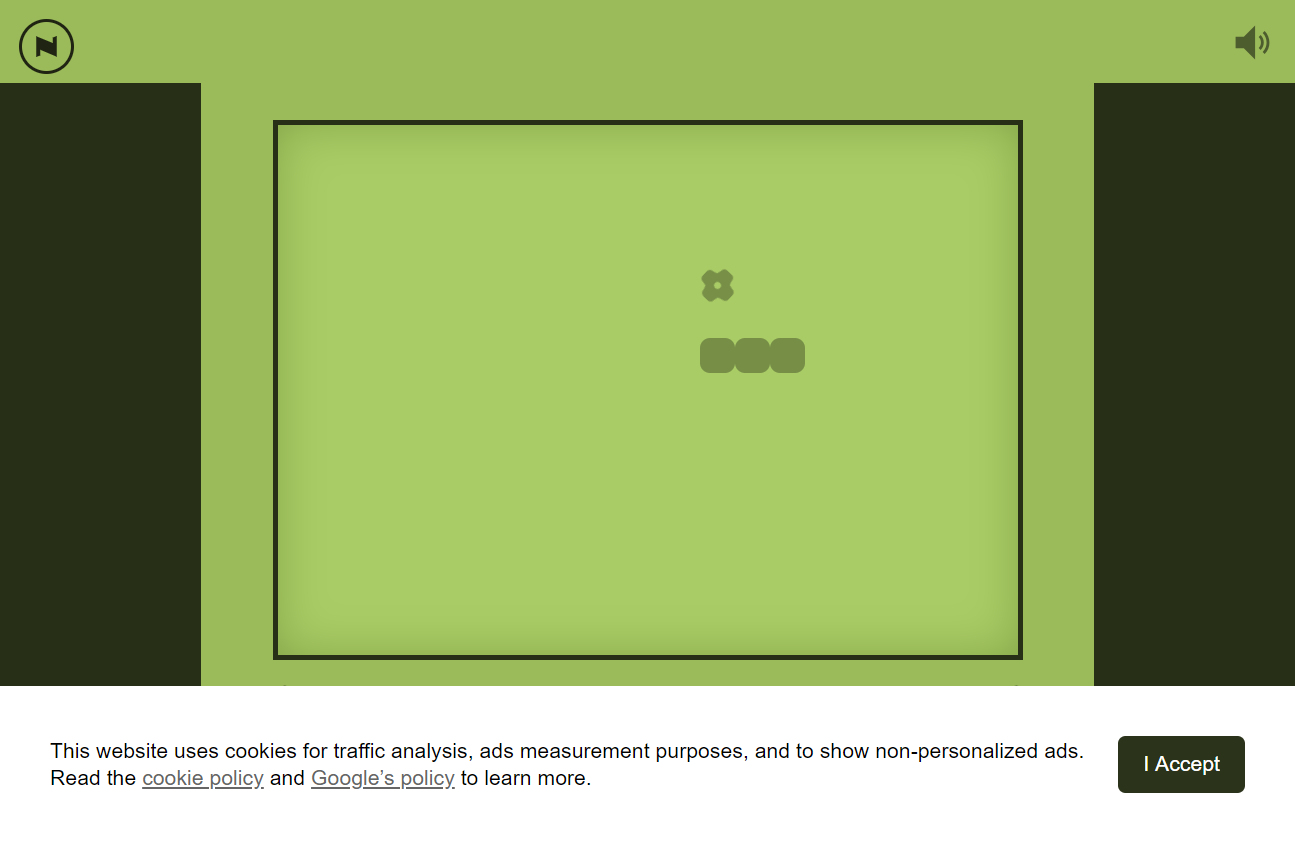 This website uses cookies for traffic analysis, ads measurement purposes, and to show non-personalized ads.
Read the cookie policy and Google’s policy to learn more.
I Accept